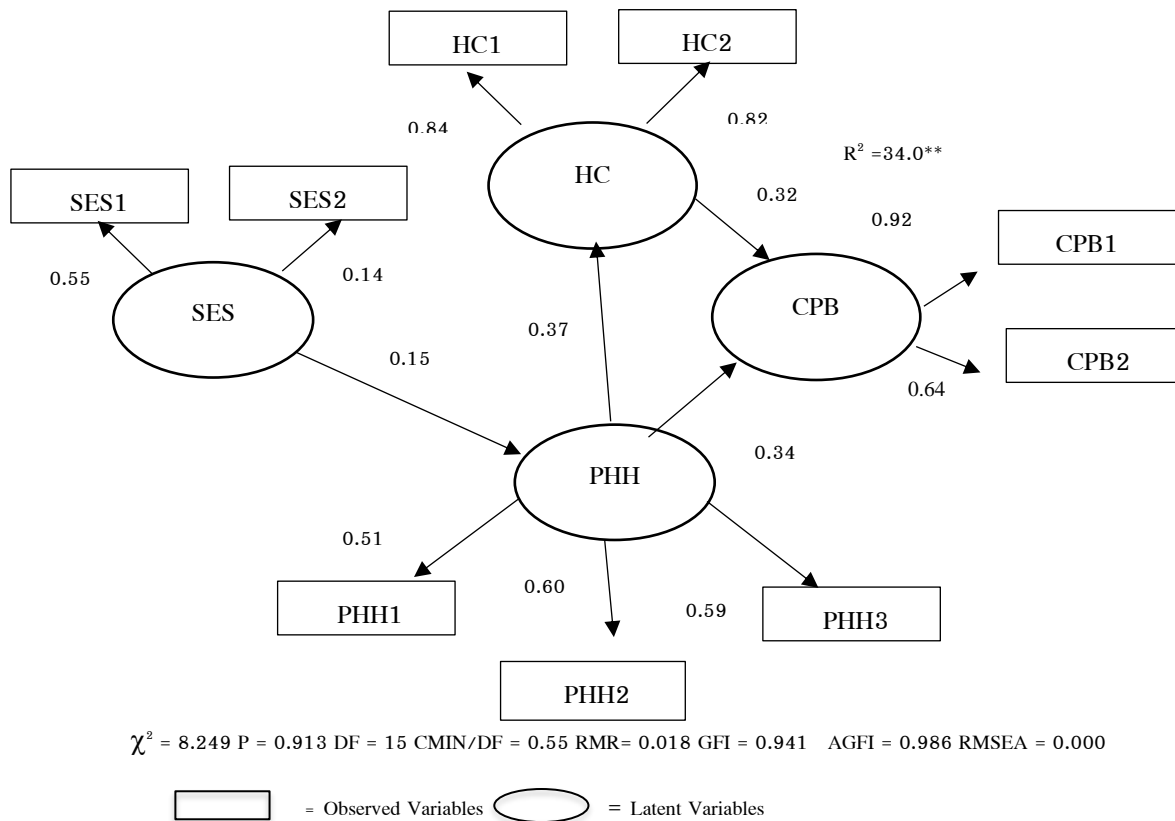 HC1
HC2
0.84
0.82
R² =34.0**
HC
SES1
SES2
0.32
0.92
CPB1
0.55
0.14
SES
CPB
0.37
0.15
CPB2
0.64
0.34
PHH
0.51
0.60
0.59
PHH1
PHH3
PHH2
χ² = 8.249 P = 0.913 DF = 15 CMIN/DF = 0.55 RMR= 0.018 GFI = 0.941 AGFI = 0.986 RMSEA = 0.000
= Observed Variables = Latent Variables